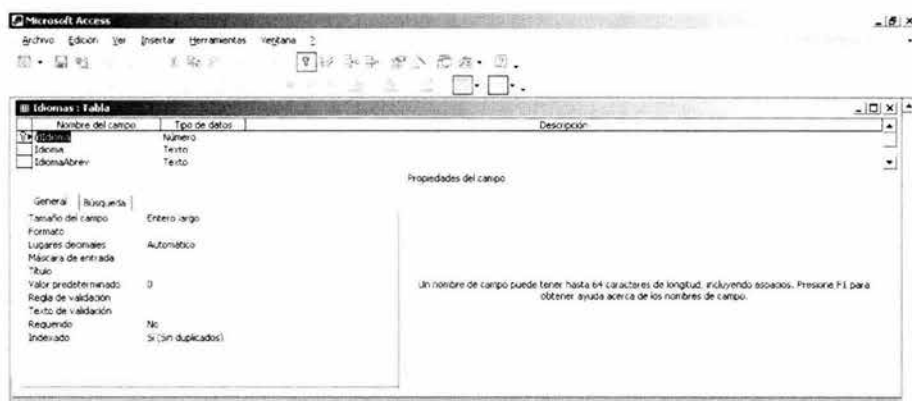 Microsoft Access
Archivo Edición Ver Insertar Herramientas Ventana ?
Idiomas : Tabla
Nombre del campo Tipo de datos Descripción
IdIdioma Número
Idioma Texto
IdiomaAbrev Texto
Propiedades del campo
General Búsqueda
Tamaño del campo Entero largo
Formato
Lugares decimales Automático
Máscara de entrada
Título
Valor predeterminado 0
Regla de validación
Texto de validación
Requerido No
Indexado Sí (Sin duplicados)
Un nombre de campo puede tener hasta 64 caracteres de longitud, incluyendo espacios. Presione F1 para
obtener ayuda acerca de los nombres de campo.